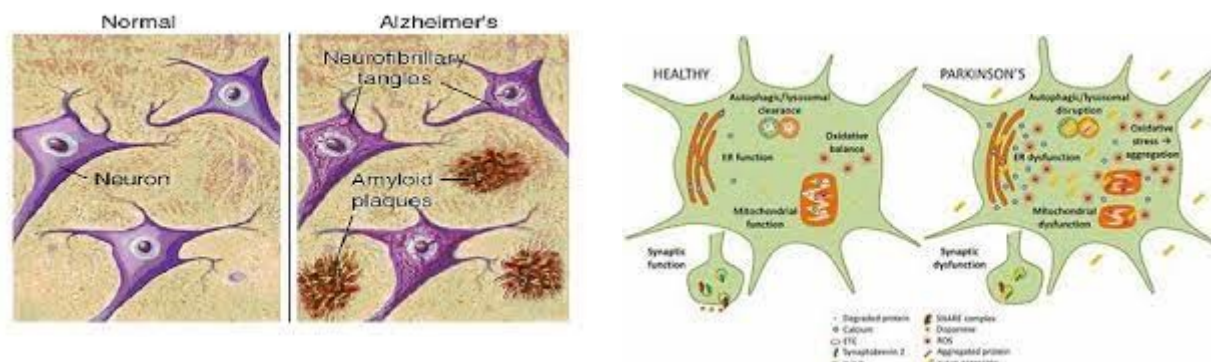 Normal
Alzheimer's
Neurofibrillary
tangles
Neuron
Amyloid
plaques
HEALTHY
Autophagic/lysosomal
clearance
Oxidative
balance
ER function
Mitochondrial
function
Synaptic
function
PARKINSON'S
Autophagic/lysosomal
disruption
Oxidative
stress →
aggregation
ER dysfunction
Mitochondrial
dysfunction
Synaptic
dysfunction
Degraded protein
Calcium
ETC
Synaptobrevin 2
SNARE complex
Dopamine
ROS
Aggregated protein